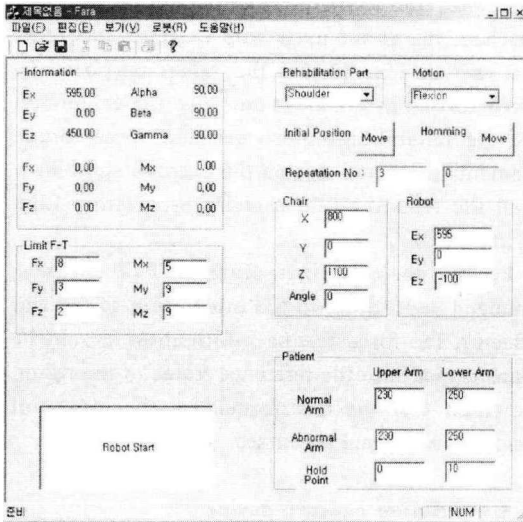 제목없음 - Fara
파일(F) 편집(E) 보기(V) 로봇(R) 도움말(H)
Information
Ex 595.00 Alpha 90.00
Ey 0.00 Beta 90.00
Ez 450.00 Gamma 90.00
Fx 0.00 Mx 0.00
Fy 0.00 My 0.00
Fz 0.00 Mz 0.00
Limit F-T
Fx 8 Mx 5
Fy 3 My 9
Fz 2 Mz 9
Robot Start
Rehabilitation Part Motion
Shoulder Flexion
Initial Position Move Homming Move
Repeatation No : 3 0
Chair Robot
X 800 Ex 595
Y 0 Ey 0
Z 1100 Ez -100
Angle 0
Patient
Upper Arm Lower Arm
Normal Arm 230 250
Abnormal Arm 230 250
Hold Point 0 10
준비 NUM